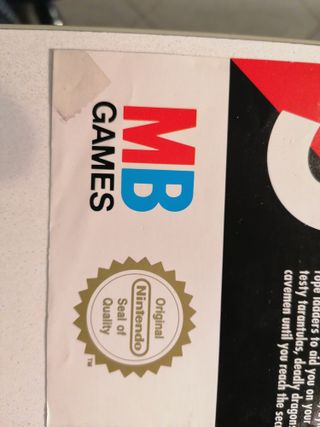 MB
GAMES
Original
Nintendo
Seal of
Quality
TM
rope ladders to aid you on your
testy tarantulas, deadly dragon
cavemen until you reach the sec